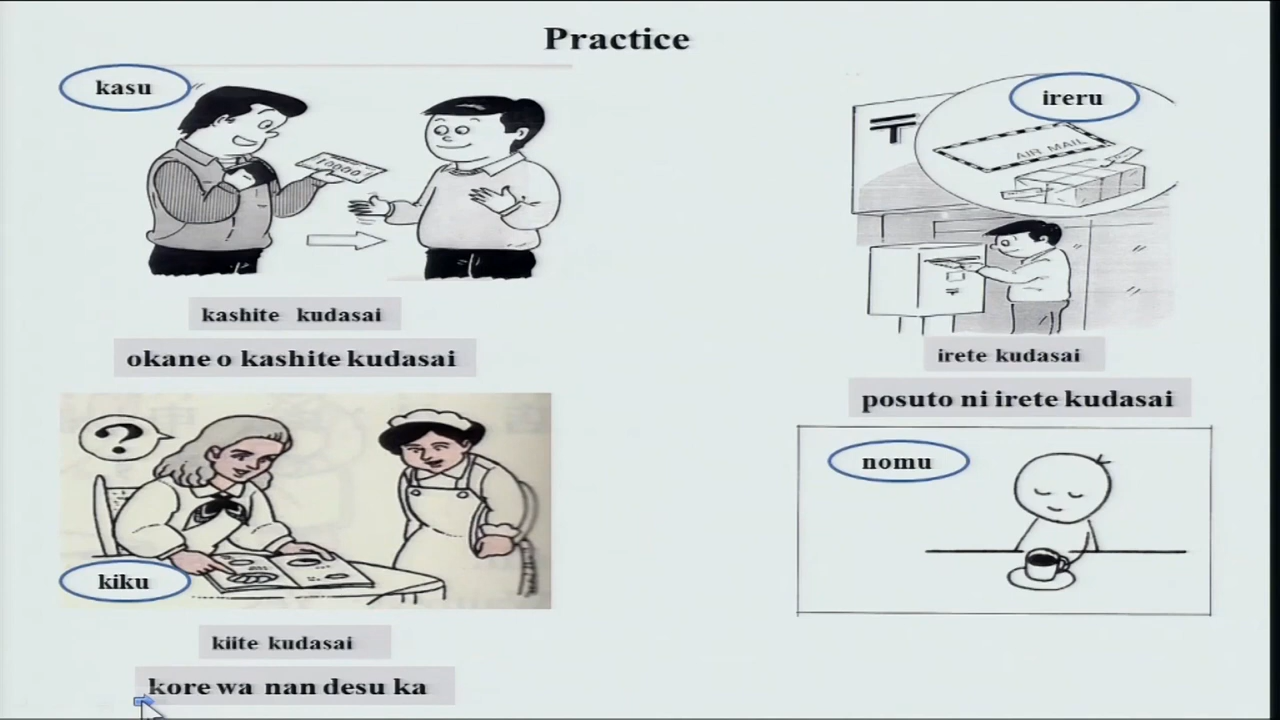 Practice
kasu
10000
kashite kudasai
okane o kashite kudasai
ireru
〒
AIR MAIL
irete kudasai
posuto ni irete kudasai
?
kiku
kiite kudasai
kore wa nan desu ka
nomu